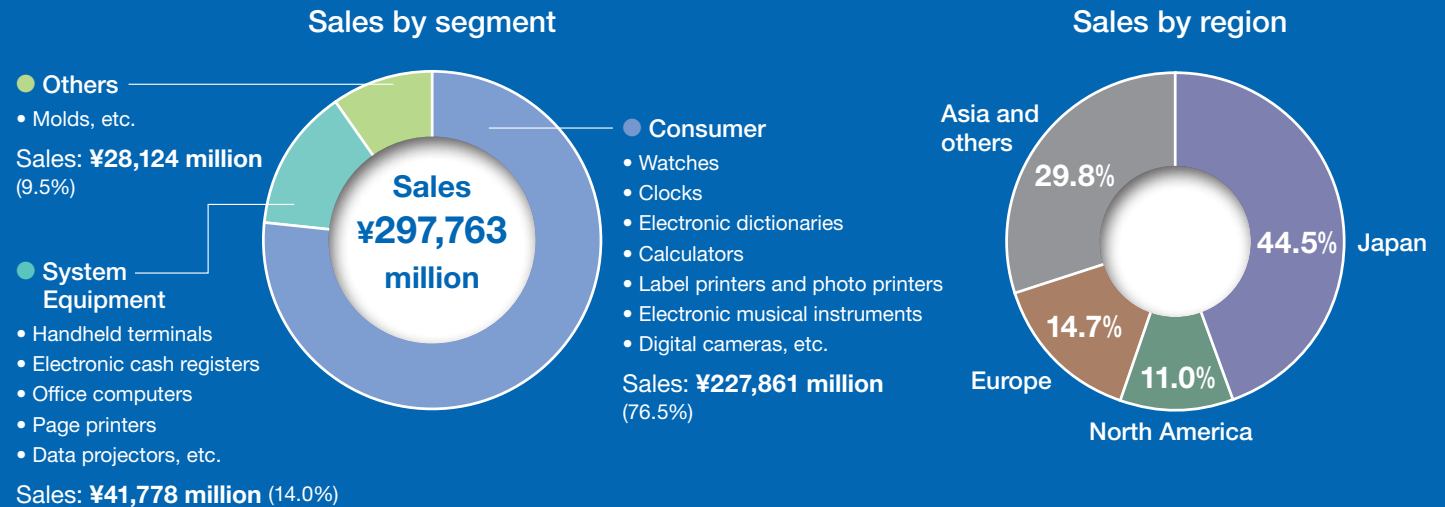 Sales by segment
Others
• Molds, etc.
Sales: ¥28,124 million
(9.5%)
System
Equipment
• Handheld terminals
• Electronic cash registers
• Office computers
• Page printers
• Data projectors, etc.
Sales: ¥41,778 million (14.0%)
Sales
¥297,763
million
Consumer
• Watches
• Clocks
• Electronic dictionaries
• Calculators
• Label printers and photo printers
• Electronic musical instruments
• Digital cameras, etc.
Sales: ¥227,861 million
(76.5%)
Sales by region
Asia and
others
29.8%
44.5%
Japan
14.7%
Europe
11.0%
North America